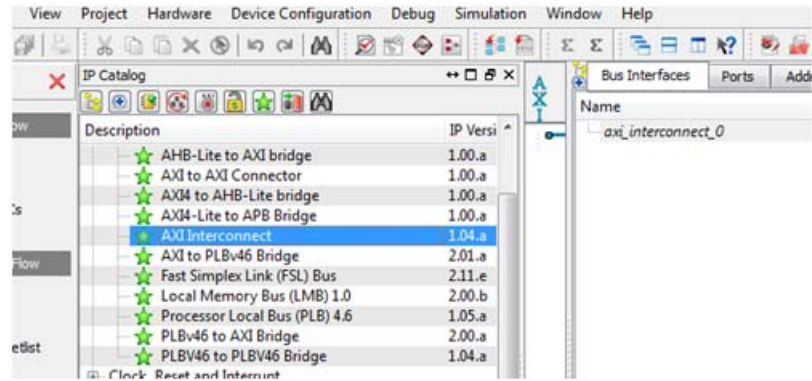 View Project Hardware Device Configuration Debug Simulation Window Help
IP Catalog
Description IP Versi
AHB-Lite to AXI bridge 1.00.a
AXI to AXI Connector 1.00.a
AXI4 to AHB-Lite bridge 1.00.a
AXI4-Lite to APB Bridge 1.00.a
AXI Interconnect 1.04.a
AXI to PLBv46 Bridge 2.01.a
Fast Simplex Link (FSL) Bus 2.11.e
Local Memory Bus (LMB) 1.0 2.00.b
Processor Local Bus (PLB) 4.6 1.05.a
PLBv46 to AXI Bridge 2.00.a
PLBV46 to PLBV46 Bridge 1.04.a
Clock, Reset and Interrupt
ow
's
Flow
etlist
AXI
Bus Interfaces Ports Add
Name
axi_interconnect_0